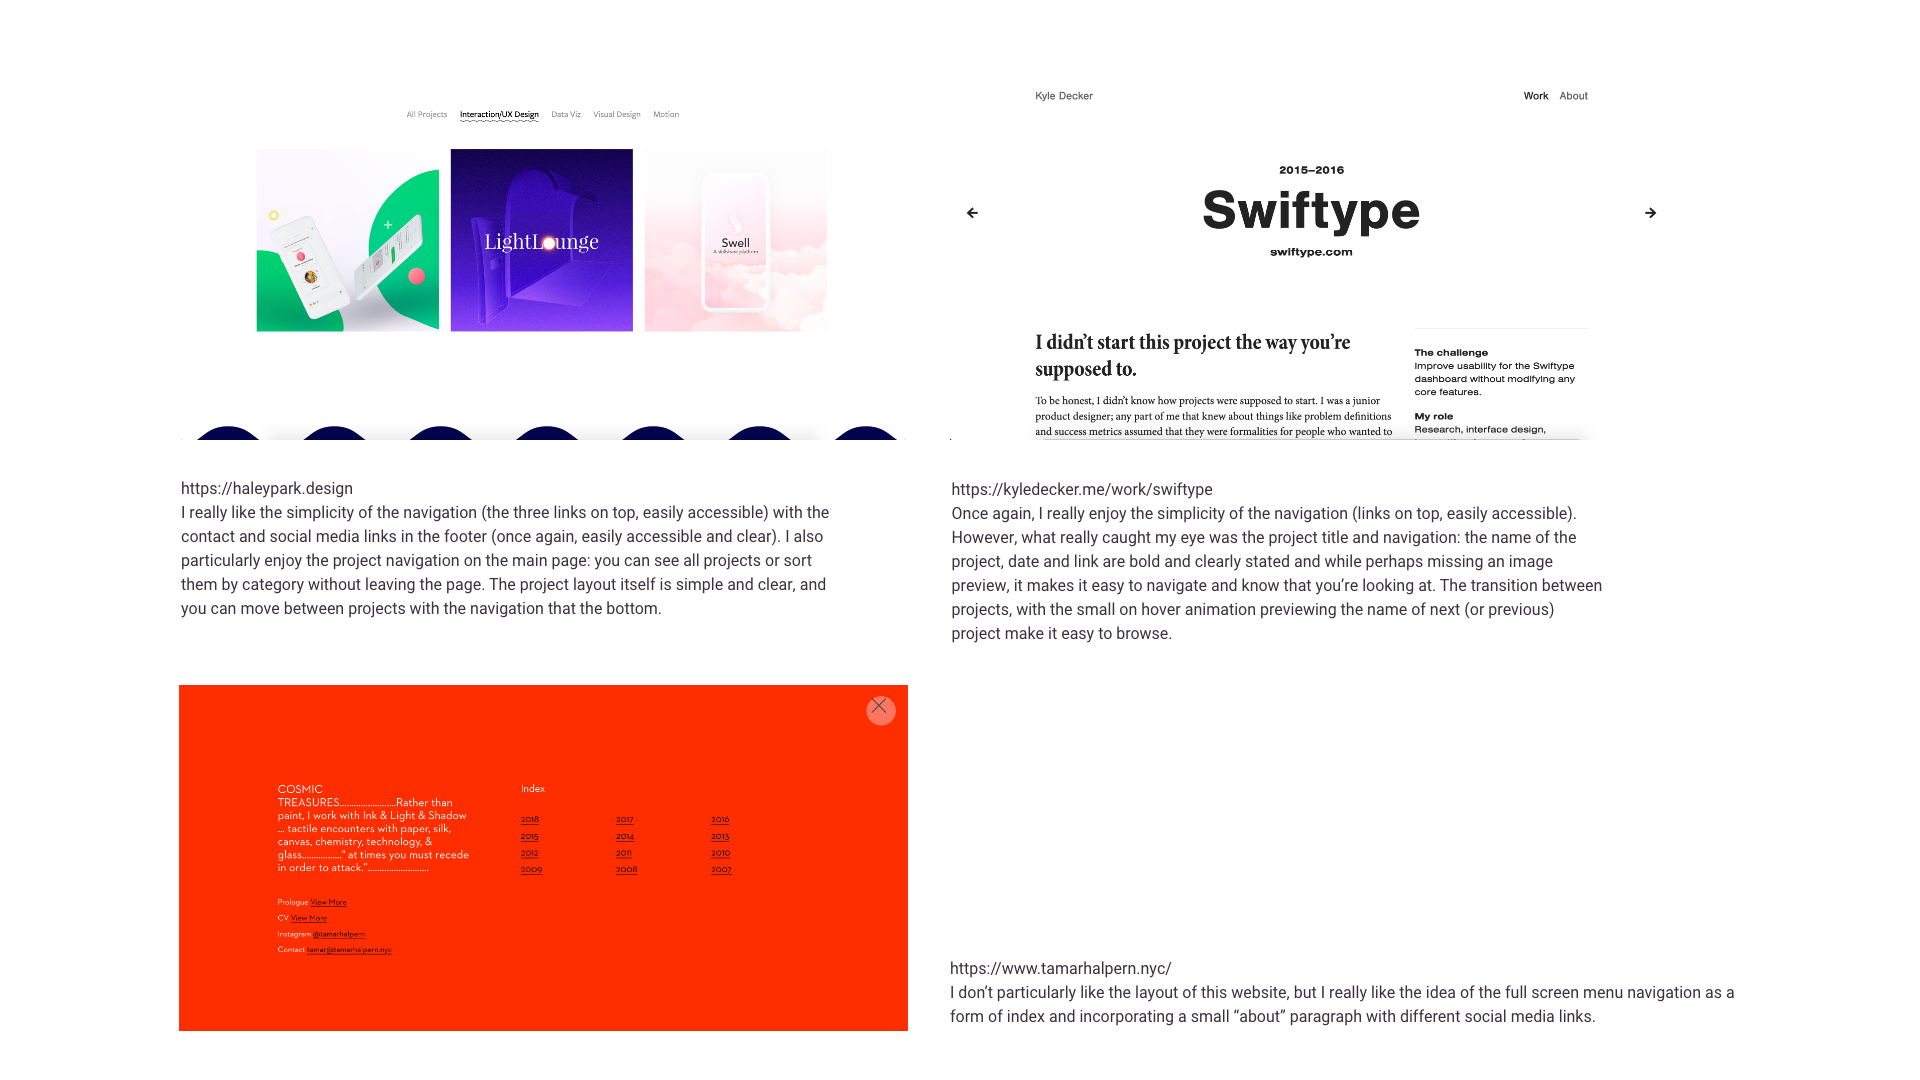 All Projects Interaction/UX Design Data Viz Visual Design Motion
LightLounge
Swell
A skillshare platform
https://haleypark.design
I really like the simplicity of the navigation (the three links on top, easily accessible) with the
contact and social media links in the footer (once again, easily accessible and clear). I also
particularly enjoy the project navigation on the main page: you can see all projects or sort
them by category without leaving the page. The project layout itself is simple and clear, and
you can move between projects with the navigation that the bottom.
Kyle Decker Work About
2015–2016
Swiftype
swiftype.com
I didn’t start this project the way you’re
supposed to.
To be honest, I didn’t know how projects were supposed to start. I was a junior
product designer; any part of me that knew about things like problem definitions
and success metrics assumed that they were formalities for people who wanted to
The challenge
Improve usability for the Swiftype
dashboard without modifying any
core features.
My role
Research, interface design,
https://kyledecker.me/work/swiftype
Once again, I really enjoy the simplicity of the navigation (links on top, easily accessible).
However, what really caught my eye was the project title and navigation: the name of the
project, date and link are bold and clearly stated and while perhaps missing an image
preview, it makes it easy to navigate and know that you’re looking at. The transition between
projects, with the small on hover animation previewing the name of next (or previous)
project make it easy to browse.
COSMIC
TREASURES........................Rather than
paint, I work with Ink & Light & Shadow
... tactile encounters with paper, silk,
canvas, chemistry, technology, &
glass.................” at times you must recede
in order to attack.”..........................
Prologue View More
CV View More
Instagram @tamarhalpern
Contact tamar@tamarhalpern.nyc
Index
2018 2017 2016
2015 2014 2013
2012 2011 2010
2009 2008 2007
https://www.tamarhalpern.nyc/
I don’t particularly like the layout of this website, but I really like the idea of the full screen menu navigation as a
form of index and incorporating a small “about” paragraph with different social media links.